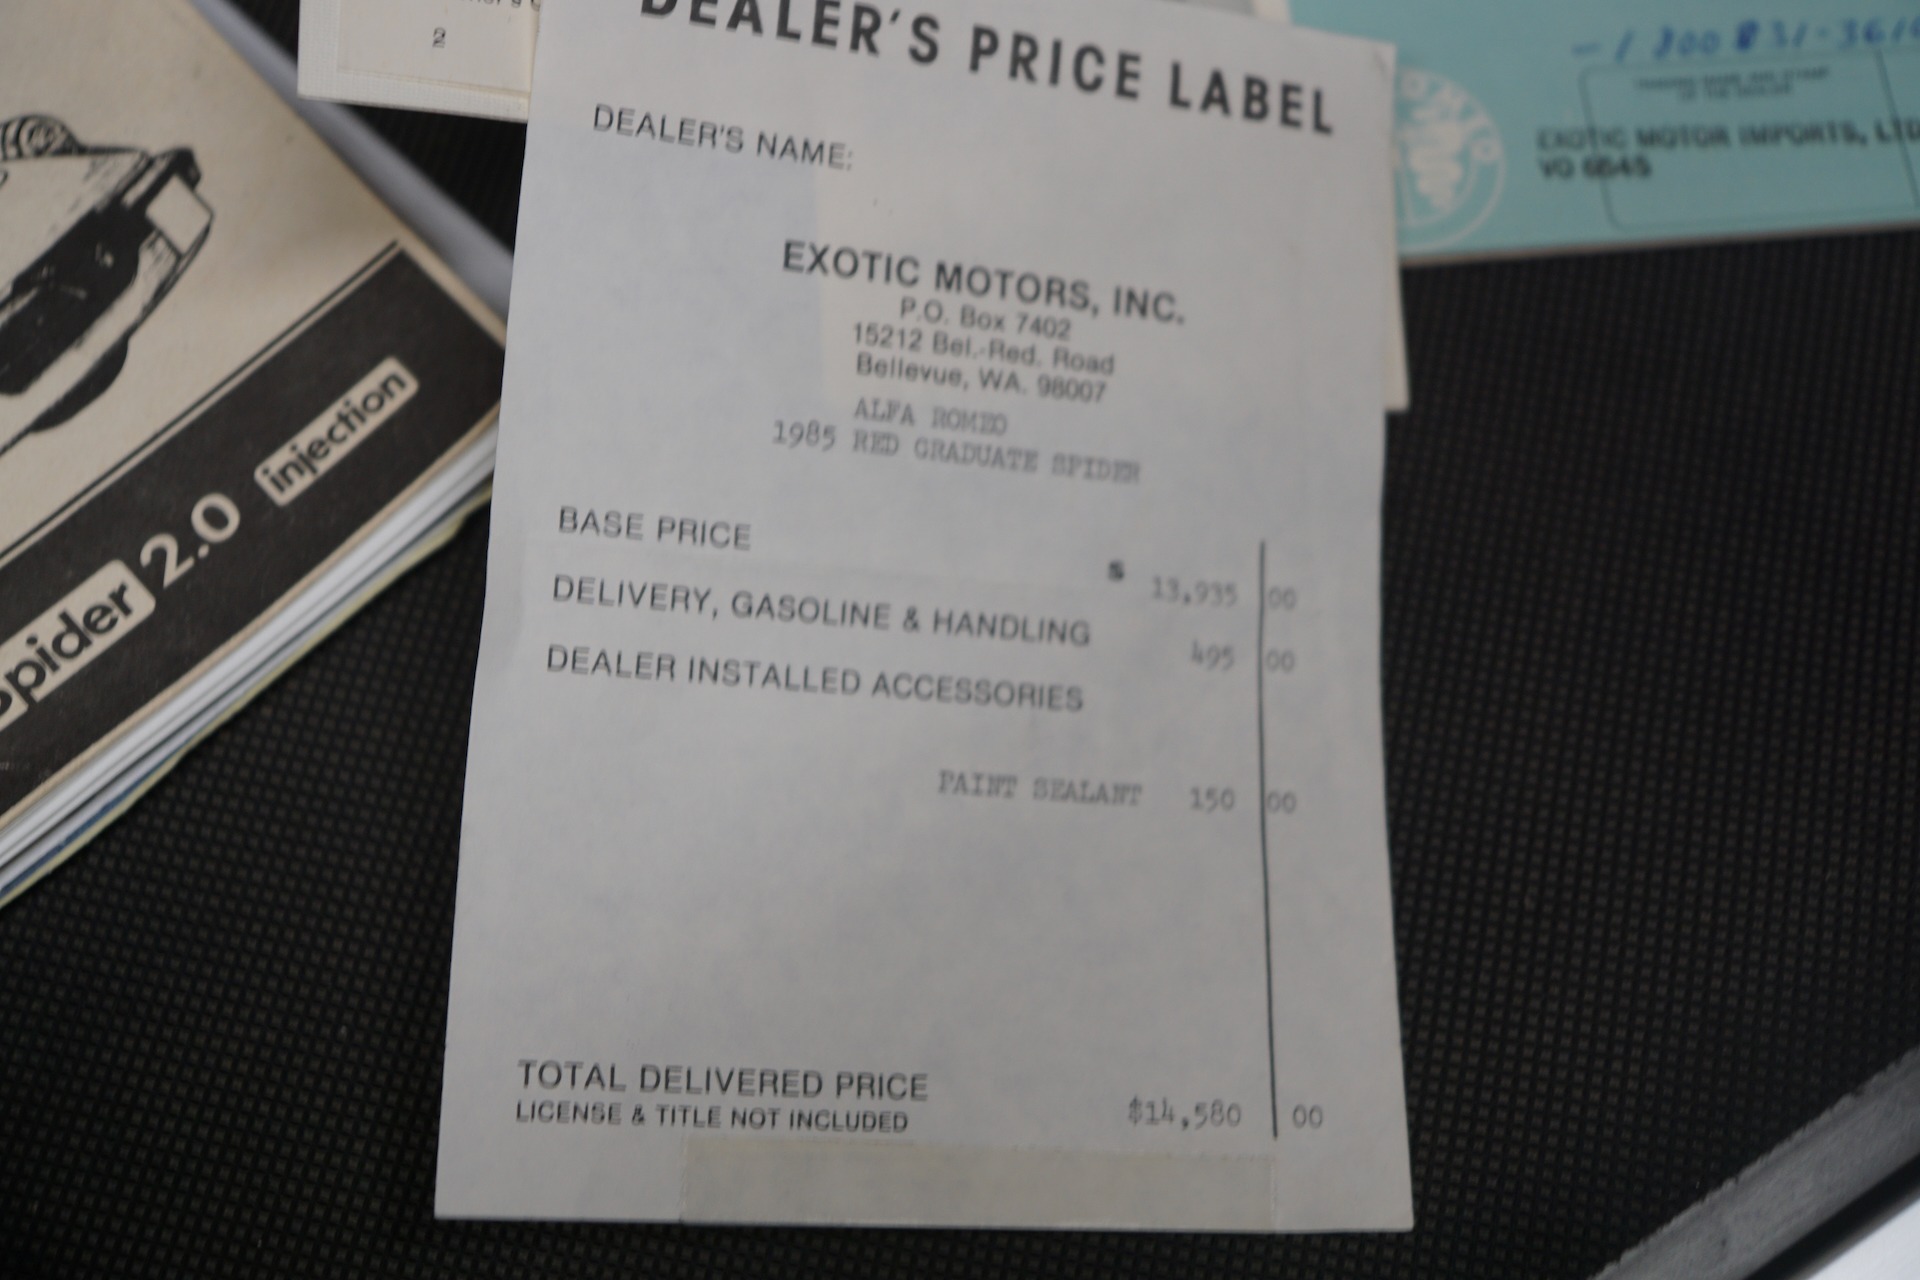 2
DEALER'S PRICE LABEL
DEALER'S NAME:
EXOTIC MOTORS, INC.
P.O. Box 7402
15212 Bel.-Red. Road
Bellevue, WA. 98007
ALFA ROMEO
1985 RED GRADUATE SPIDER
BASE PRICE $ 13,935 00
DELIVERY, GASOLINE & HANDLING 495 00
DEALER INSTALLED ACCESSORIES
PAINT SEALANT 150 00
TOTAL DELIVERED PRICE
LICENSE & TITLE NOT INCLUDED $14,580 00
spider 2.0 injection
EXOTIC MOTOR IMPORTS, LTD